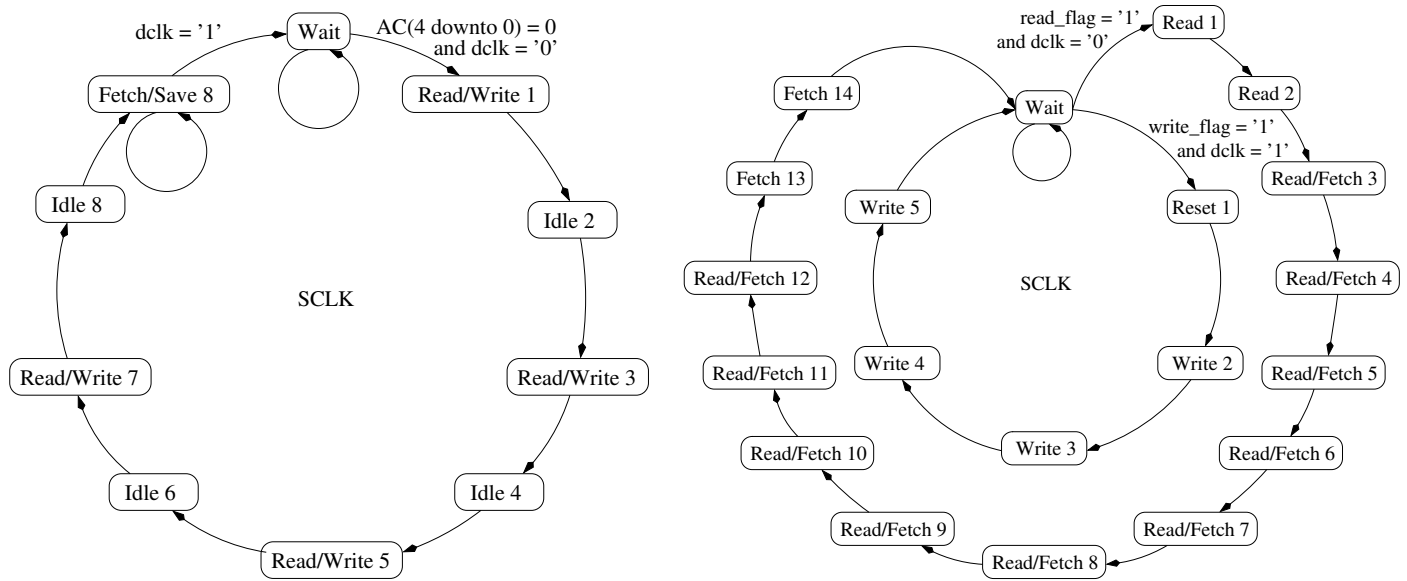 dclk = '1'
Wait
AC(4 downto 0) = 0
and dclk = '0'
Fetch/Save 8
Read/Write 1
Idle 8
Idle 2
SCLK
Read/Write 7
Read/Write 3
Idle 6
Idle 4
Read/Write 5
read_flag = '1'
and dclk = '0'
Read 1
Fetch 14
Wait
Read 2
write_flag = '1'
and dclk = '1'
Fetch 13
Read/Fetch 3
Write 5
Reset 1
Read/Fetch 12
SCLK
Read/Fetch 4
Read/Fetch 11
Write 4
Write 2
Read/Fetch 5
Read/Fetch 10
Write 3
Read/Fetch 6
Read/Fetch 9
Read/Fetch 7
Read/Fetch 8